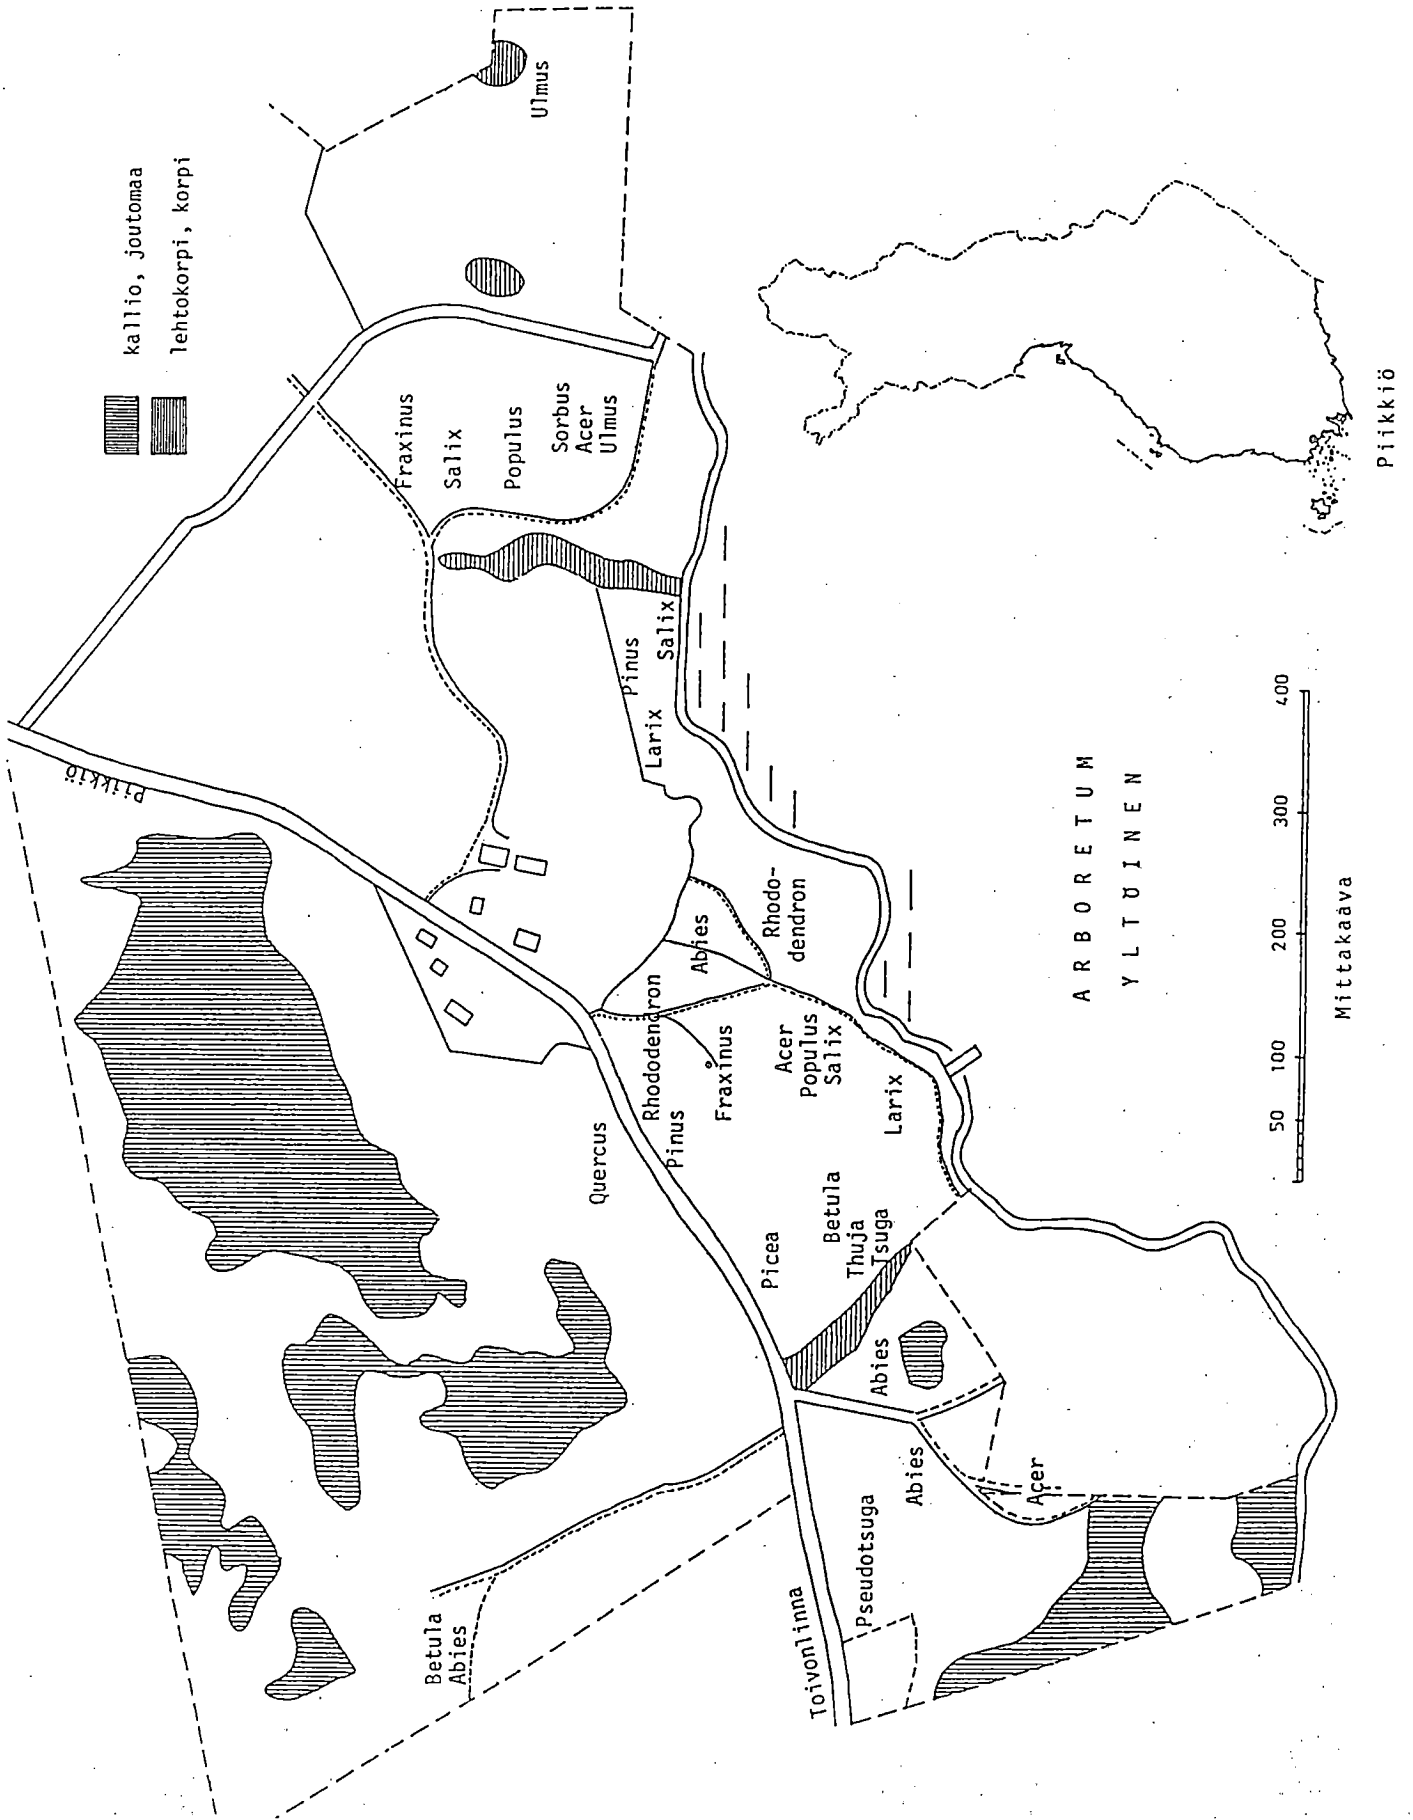 kallio, joutomaa
lehtokorpi, korpi
Ulmus
Piikkiö
Fraxinus
Salix
Populus
Sorbus
Acer
Ulmus
Pinus
Salix
Larix
Abies
Rhodo-
dendron
Rhododendron
Pinus
Fraxinus
Acer
Populus
Salix
Larix
Quercus
Picea
Betula
Thuja
Tsuga
Abies
Abies
Acer
Pseudotsuga
Toivonlinna
Betula
Abies
ARBORETUM
YLTÖINEN
50 100 200 300 400
Mittakaava
Piikkiö